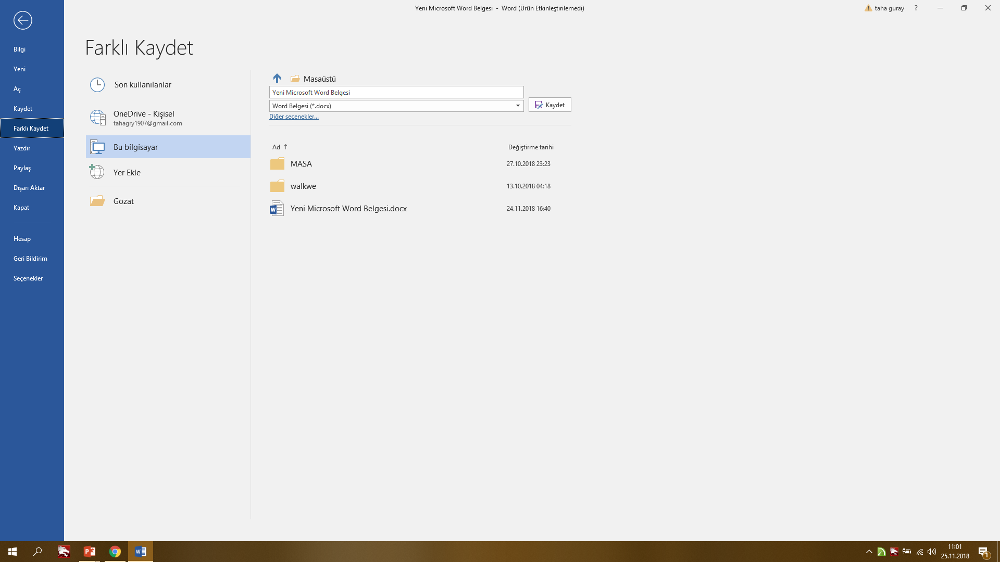 Yeni Microsoft Word Belgesi - Word (Ürün Etkinleştirilemedi)
taha guray
?
Bilgi
Yeni
Aç
Kaydet
Farklı Kaydet
Yazdır
Paylaş
Dışarı Aktar
Kapat
Hesap
Geri Bildirim
Seçenekler
Farklı Kaydet
Son kullanılanlar
OneDrive - Kişisel
tahagry1907@gmail.com
Bu bilgisayar
Yer Ekle
Gözat
Masaüstü
Yeni Microsoft Word Belgesi
Word Belgesi (*.docx)
Kaydet
Diğer seçenekler...
Ad ↑ Değiştirme tarihi
MASA 27.10.2018 23:23
walkwe 13.10.2018 04:18
Yeni Microsoft Word Belgesi.docx 24.11.2018 16:40
11:01
25.11.2018
1